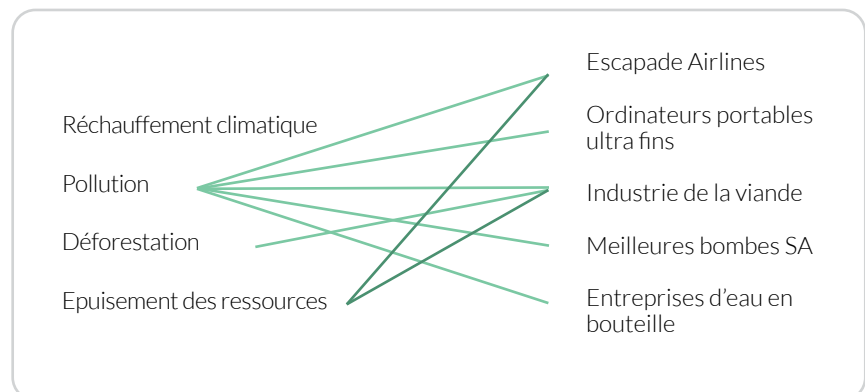 Réchauffement climatique
Pollution
Déforestation
Epuisement des ressources
Escapade Airlines
Ordinateurs portables
ultra fins
Industrie de la viande
Meilleures bombes SA
Entreprises d'eau en
bouteille